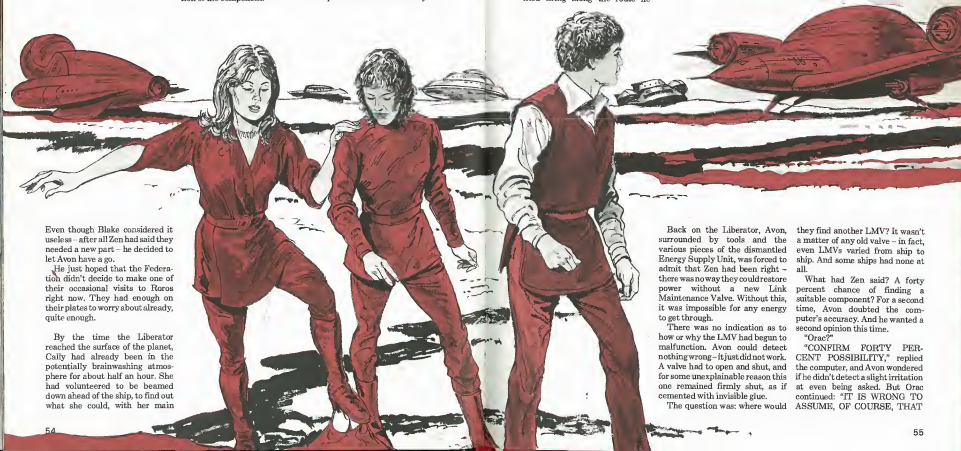 Even though Blake considered it
useless – after all Zen had said they
needed a new part – he decided to
let Avon have a go.
He just hoped that the Federa-
tion didn't decide to make one of
their occasional visits to Roros
right now. They had enough on
their plates to worry about already,
quite enough.
By the time the Liberator
reached the surface of the planet,
Cally had already been in the
potentially brainwashing atmos-
phere for about half an hour. She
had volunteered to be beamed
down ahead of the ship, to find out
what she could, with her main
54
Back on the Liberator, Avon,
surrounded by tools and the
various pieces of the dismantled
Energy Supply Unit, was forced to
admit that Zen had been right –
there was no way they could restore
power without a new Link
Maintenance Valve. Without this,
it was impossible for any energy
to get through.
There was no indication as to
how or why the LMV had begun to
malfunction. Avon could detect
nothing wrong – it just did not work.
A valve had to open and shut, and
for some unexplainable reason this
one remained firmly shut, as if
cemented with invisible glue.
The question was: where would
they find another LMV? It wasn't
a matter of any old valve – in fact,
even LMVs varied from ship to
ship. And some ships had none at
all.
What had Zen said? A forty
percent chance of finding a
suitable component? For a second
time, Avon doubted the com-
puter's accuracy. And he wanted a
second opinion this time.
"Orac?"
"CONFIRM FORTY PER-
CENT POSSIBILITY," replied
the computer, and Avon wondered
if he didn't detect a slight irritation
at even being asked. But Orac
continued: "IT IS WRONG TO
ASSUME, OF COURSE, THAT
55